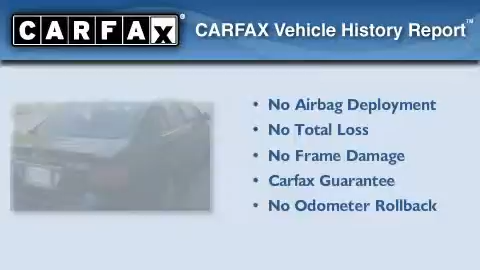 CARFAX® CARFAX Vehicle History Report™
• No Airbag Deployment
• No Total Loss
• No Frame Damage
• Carfax Guarantee
• No Odometer Rollback